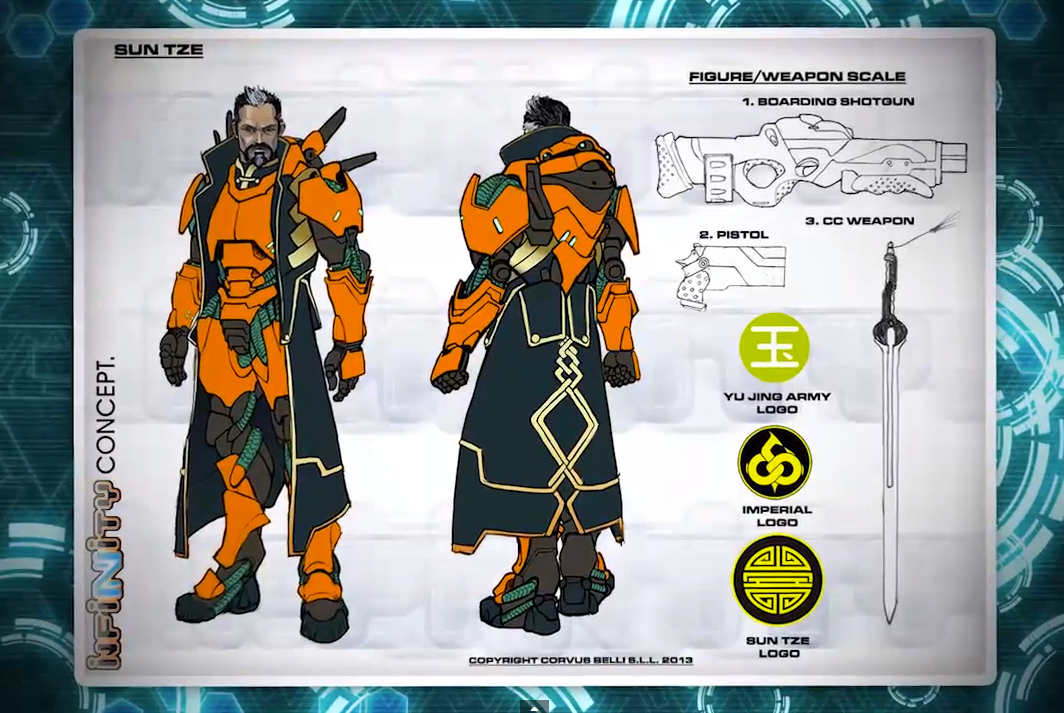 SUN TZE
FIGURE/WEAPON SCALE
1. BOARDING SHOTGUN
3. CC WEAPON
2. PISTOL
玉
YU JING ARMY
LOGO
IMPERIAL
LOGO
SUN TZE
LOGO
INFINITY CONCEPT.
COPYRIGHT CORVUS BELLI S.L.L. 2013